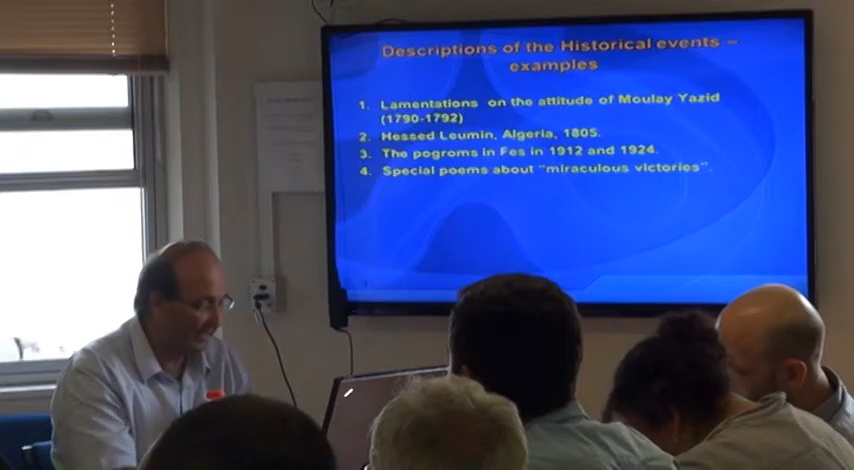 Descriptions of the Historical events –
examples
1. Lamentations on the attitude of Moulay Yazid
(1790-1792)
2. Hessed Leumin, Algeria, 1805.
3. The pogroms in Fes in 1912 and 1924.
4. Special poems about "miraculous victories".